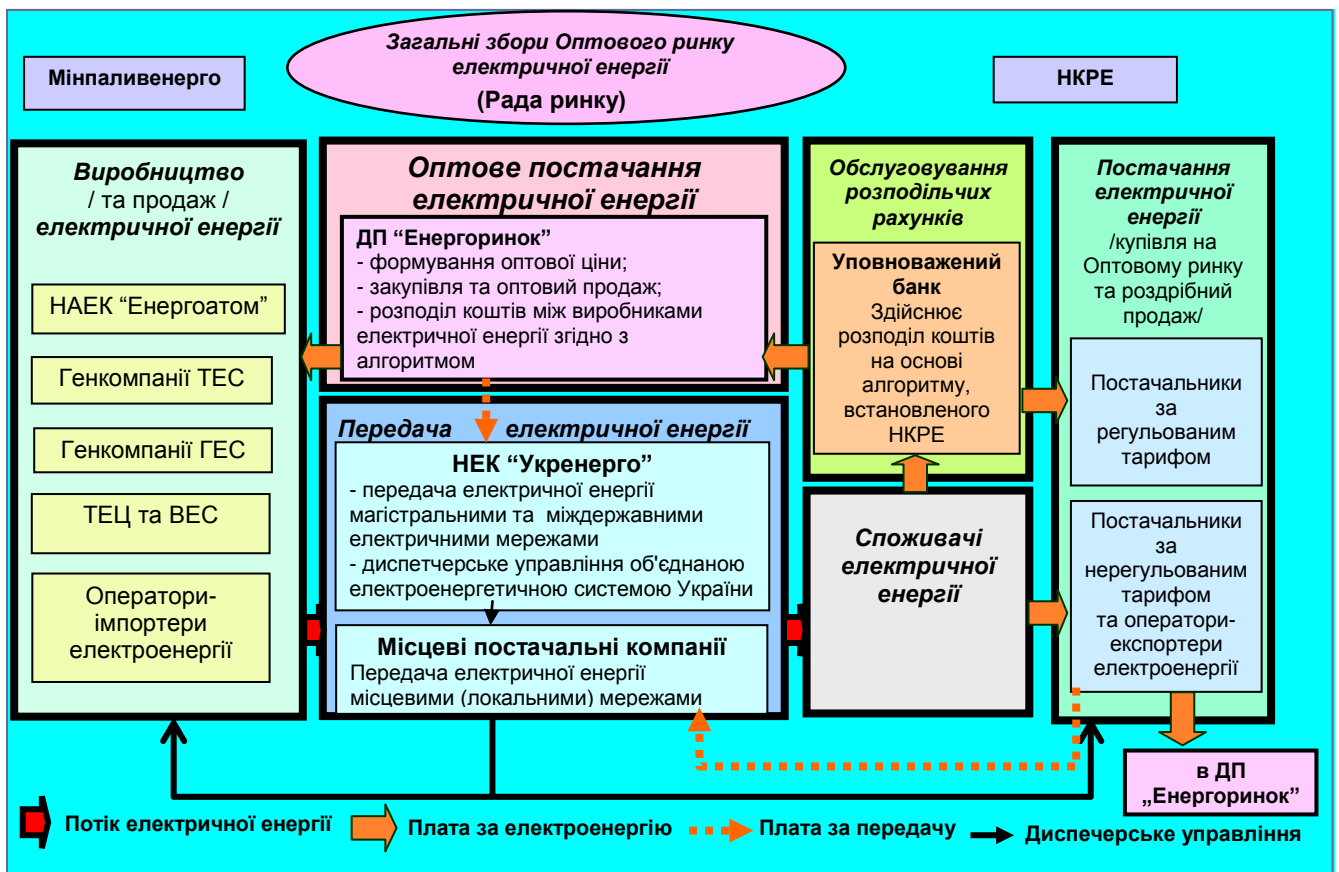 Загальні збори Оптового ринку
електричної енергії
(Рада ринку)
Мінпаливенерго
НКРЕ
Виробництво
/ та продаж /
електричної енергії
НАЕК “Енергоатом”
Генкомпанії ТЕС
Генкомпанії ГЕС
ТЕЦ та ВЕС
Оператори-
імпортери
електроенергії
Оптове постачання
електричної енергії
ДП “Енергоринок”
- формування оптової ціни;
- закупівля та оптовий продаж;
- розподіл коштів між виробниками
електричної енергії згідно з
алгоритмом
Передача електричної енергії
НЕК “Укренерго”
- передача електричної енергії
магістральними та міждержавними
електричними мережами
- диспетчерське управління об'єднаною
електроенергетичною системою України
Місцеві постачальні компанії
Передача електричної енергії
місцевими (локальними) мережами
Обслуговування
розподільчих
рахунків
Уповноважений
банк
Здійснює
розподіл коштів
на основі
алгоритму,
встановленого
НКРЕ
Споживачі
електричної
енергії
Постачання
електричної
енергії
/купівля на
Оптовому ринку
та роздрібний
продаж/
Постачальники
за
регульованим
тарифом
Постачальники
за
нерегульованим
тарифом
та оператори-
експортери
електроенергії
в ДП
„Енергоринок”
Потік електричної енергії
Плата за електроенергію
Плата за передачу
Диспечерське управління